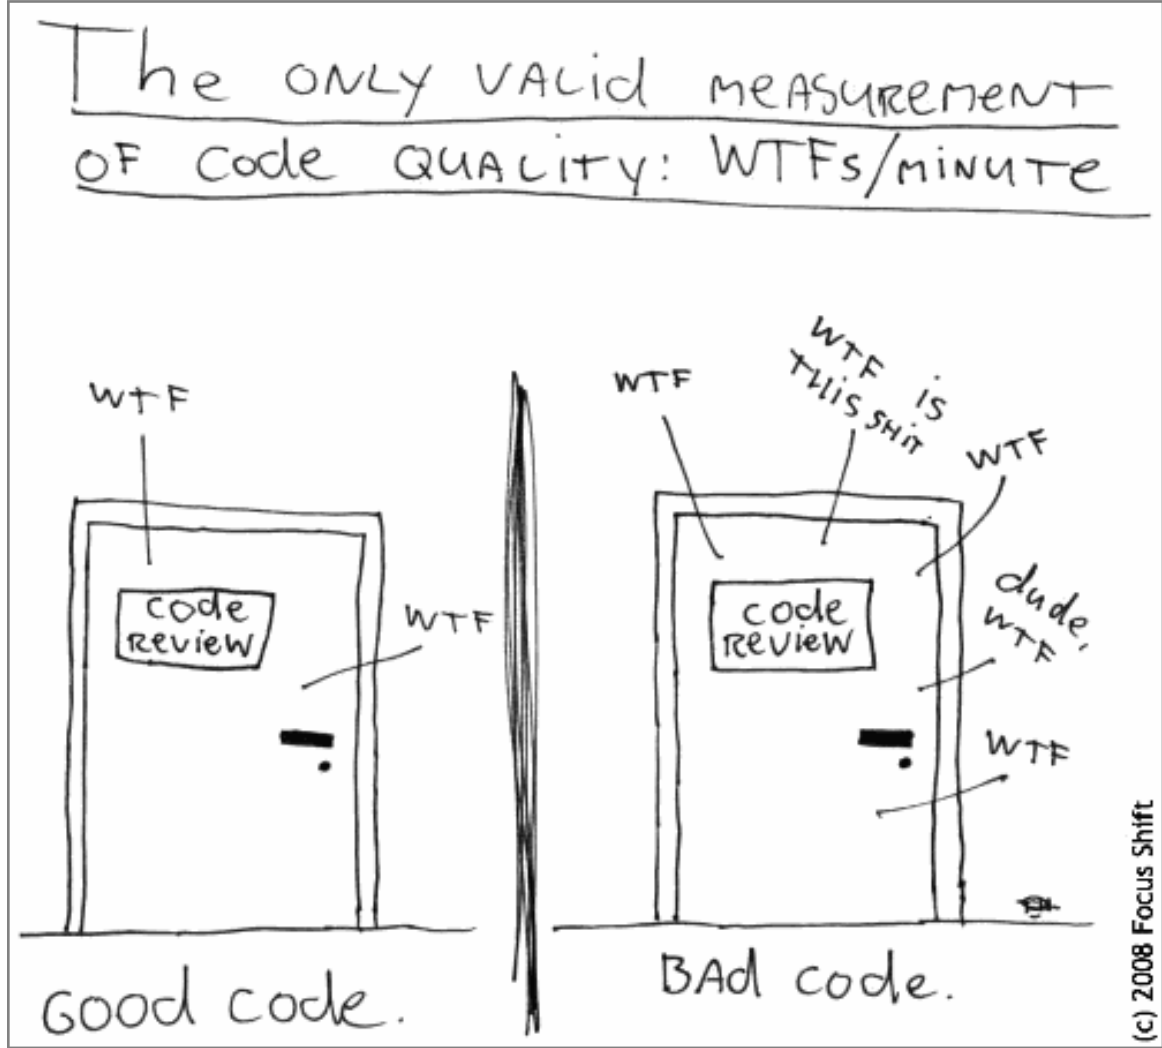 The ONLY VALid MEASUREMENT
OF Code QUALITY: WTFs/MINUTE
WTF
code
REVIEW
WTF
GOOD CODE.
WTF
WTF is
THiS SHiT
WTF
dude,
WTF
code
REVIEW
WTF
BAd code.
(c) 2008 Focus Shift